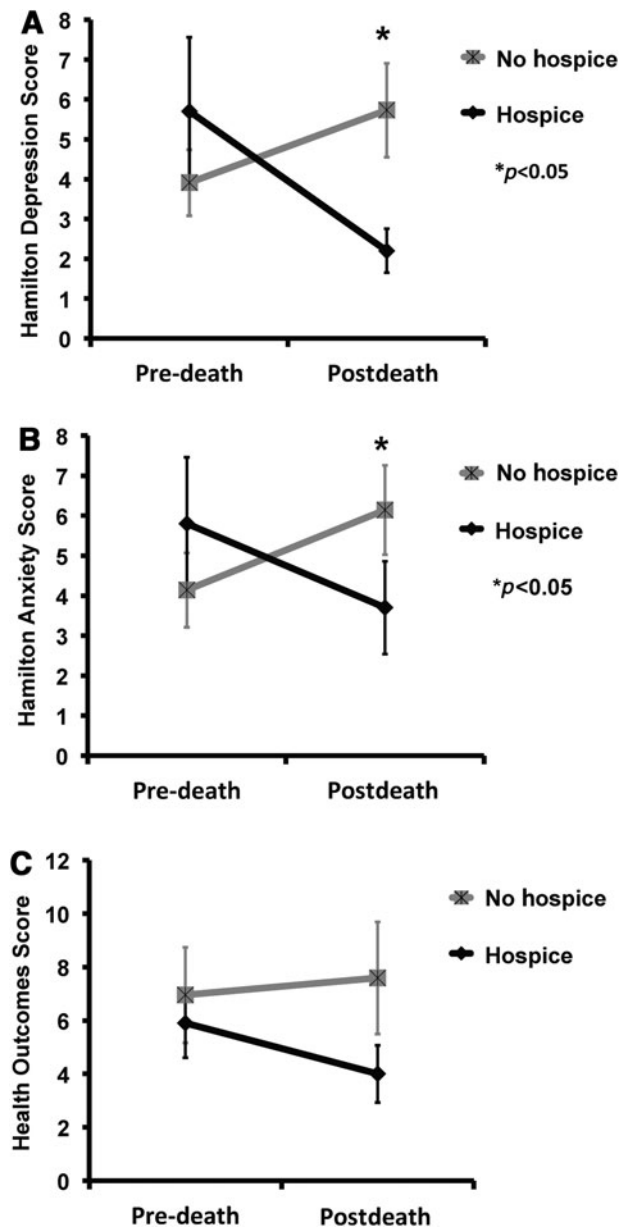 A
Hamilton Depression Score
8
7
6
5
4
3
2
1
0
*
No hospice
Hospice
*p<0.05
Pre-death Postdeath
B
Hamilton Anxiety Score
8
7
6
5
4
3
2
1
0
*
No hospice
Hospice
*p<0.05
Pre-death Postdeath
C
Health Outcomes Score
12
10
8
6
4
2
0
No hospice
Hospice
Pre-death Postdeath